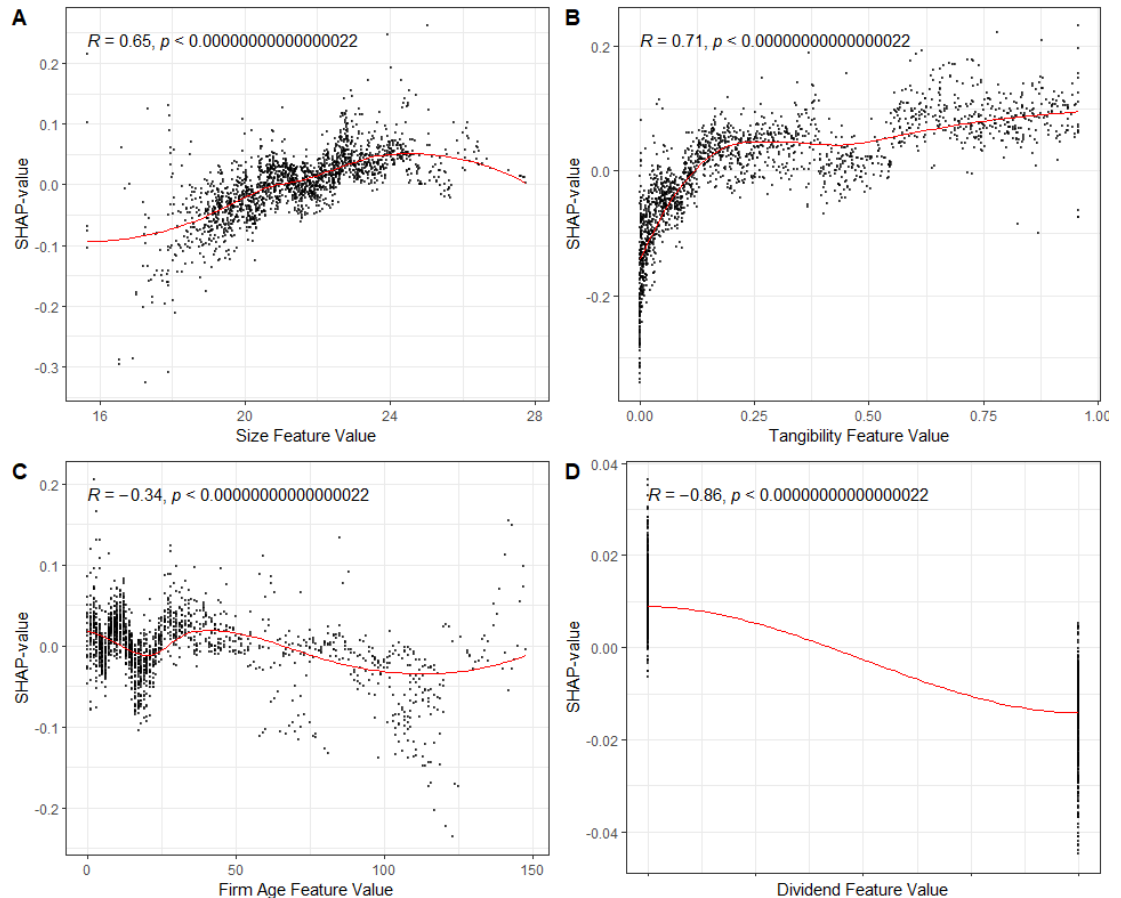 A
R = 0.65, p < 0.00000000000000022
SHAP-value
0.2
0.1
0.0
-0.1
-0.2
-0.3
16 20 24 28
Size Feature Value
B
R = 0.71, p < 0.00000000000000022
SHAP-value
0.2
0.0
-0.2
0.00 0.25 0.50 0.75 1.00
Tangibility Feature Value
C
R = −0.34, p < 0.00000000000000022
SHAP-value
0.2
0.1
0.0
-0.1
-0.2
0 50 100 150
Firm Age Feature Value
D
R = −0.86, p < 0.00000000000000022
SHAP-value
0.04
0.02
0.00
-0.02
-0.04
Dividend Feature Value